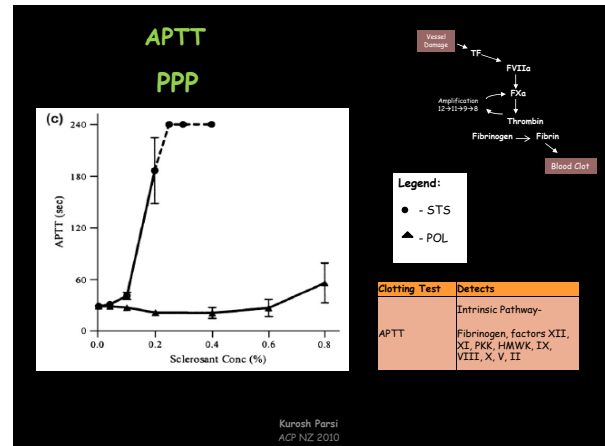 APTT
PPP
(c)
240
180
120
60
0
APTT (sec)
0.0 0.2 0.4 0.6 0.8
Sclerosant Conc (%)
Vessel
Damage
TF
FVIIa
FXa
Amplification
12→11→9→8
Thrombin
Fibrinogen → Fibrin
Blood Clot
Legend:
- STS
- POL
Clotting Test Detects
Intrinsic Pathway-
APTT
Fibrinogen, factors XII,
XI, PKK, HMWK, IX,
VIII, X, V, II
Kurosh Parsi
ACP NZ 2010